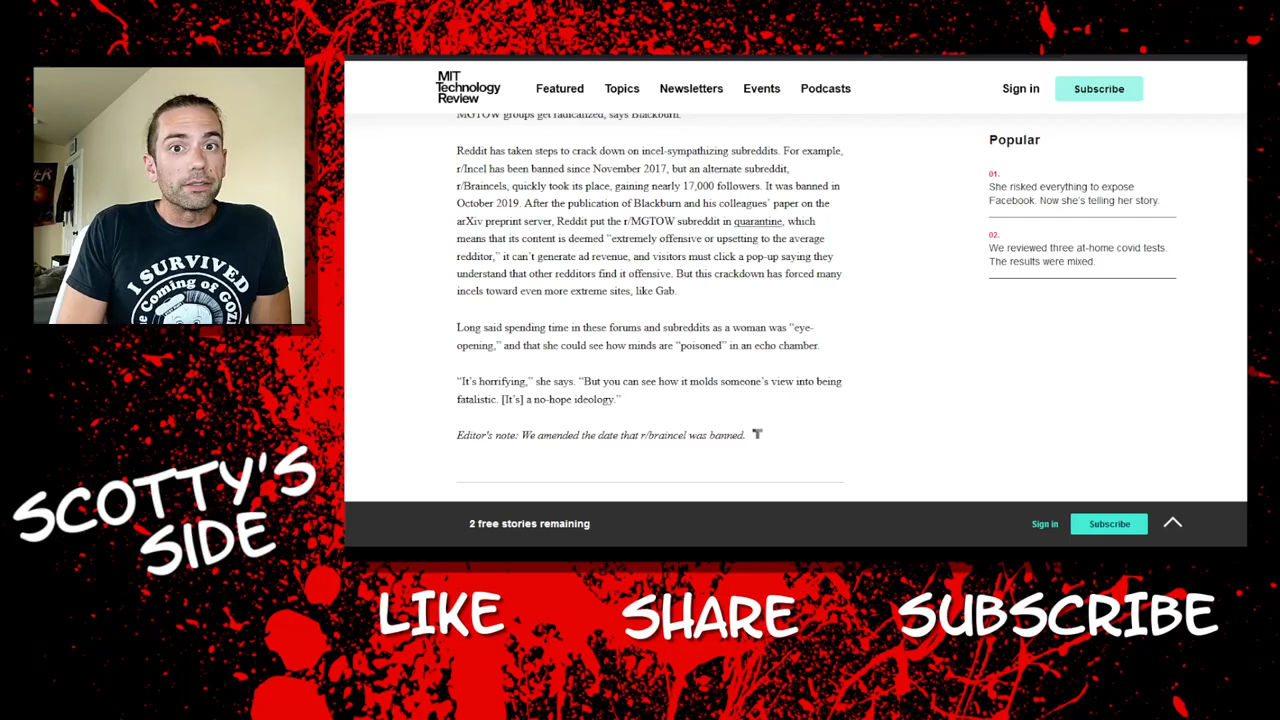 MIT
Technology
Review
Featured
Topics
Newsletters
Events
Podcasts
Sign in
Subscribe
MGTOW groups get radicalized, says Blackburn.
Reddit has taken steps to crack down on incel-sympathizing subreddits. For example,
r/Incel has been banned since November 2017, but an alternate subreddit,
r/Braincels, quickly took its place, gaining nearly 17,000 followers. It was banned in
October 2019. After the publication of Blackburn and his colleagues’ paper on the
arXiv preprint server, Reddit put the r/MGTOW subreddit in quarantine, which
means that its content is deemed “extremely offensive or upsetting to the average
redditor,” it can’t generate ad revenue, and visitors must click a pop-up saying they
understand that other redditors find it offensive. But this crackdown has forced many
incels toward even more extreme sites, like Gab.
Long said spending time in these forums and subreddits as a woman was “eye-
opening,” and that she could see how minds are “poisoned” in an echo chamber.
“It’s horrifying,” she says. “But you can see how it molds someone’s view into being
fatalistic. [It’s] a no-hope ideology.”
Editor's note: We amended the date that r/braincel was banned.
Popular
01.
She risked everything to expose
Facebook. Now she’s telling her story.
02.
We reviewed three at-home covid tests.
The results were mixed.
2 free stories remaining
Sign in
Subscribe
I SURVIVED
Coming of GOZ
SCOTTY'S
SIDE
LIKE
SHARE
SUBSCRIBE